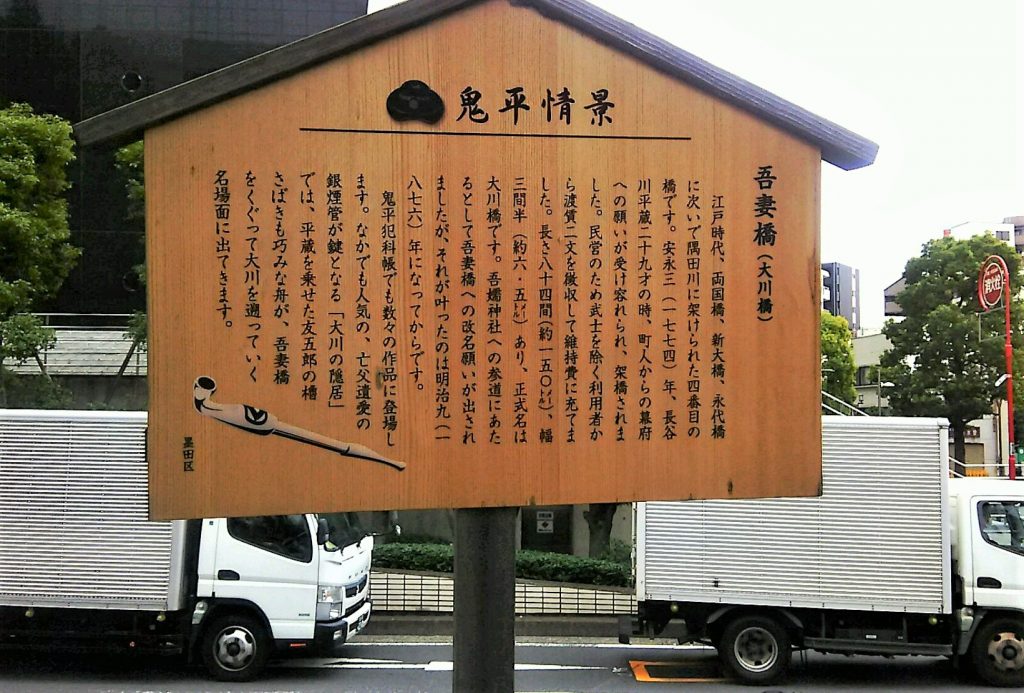 鬼平情景
吾妻橋(大川橋)
江戸時代、両国橋、新大橋、永代橋
に次いで隅田川に架けられた四番目の
橋です。安永三(一七七四)年、長谷
川平蔵二十九才の時、町人からの幕府
への願いが受け容れられ、架橋されま
した。民営のため武士を除く利用者か
ら渡賃二文を徴収して維持費に充てま
した。長さ八十四間(約一五〇㍍)、幅
三間半(約六・五㍍)あり、正式名は
大川橋です。吾嬬神社への参道にあた
るとして吾妻橋への改名願いが出され
ましたが、それが叶ったのは明治九(一
八七六)年になってからです。
鬼平犯科帳でも数々の作品に登場し
ます。なかでも人気の、亡父遺愛の
銀煙管が鍵となる「大川の隠居」
では、平蔵を乗せた友五郎の櫓
さばきも巧みな舟が、吾妻橋
をくぐって大川を遡っていく
名場面に出てきます。
墨田区
消火栓